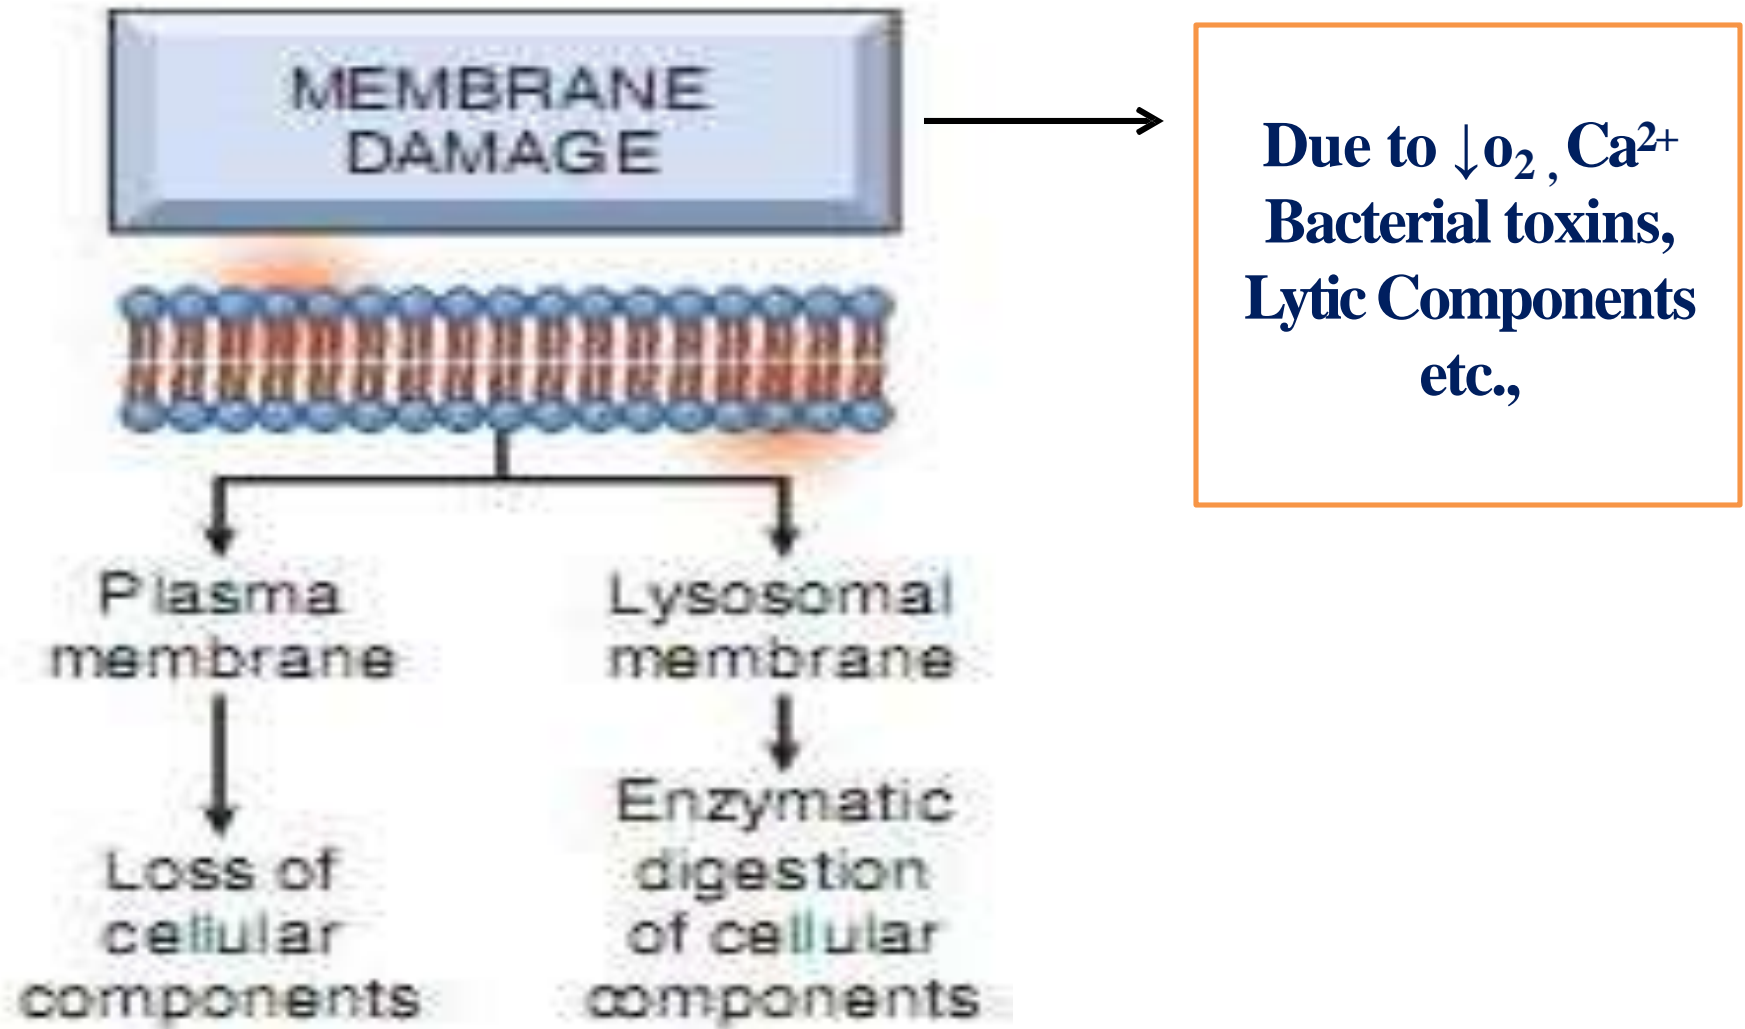 MEMBRANE
DAMAGE
Due to ↓o₂ , Ca²⁺
Bacterial toxins,
Lytic Components
etc.,
Plasma
membrane
Lysosomal
membrane
Loss of
cellular
components
Enzymatic
digestion
of cellular
components